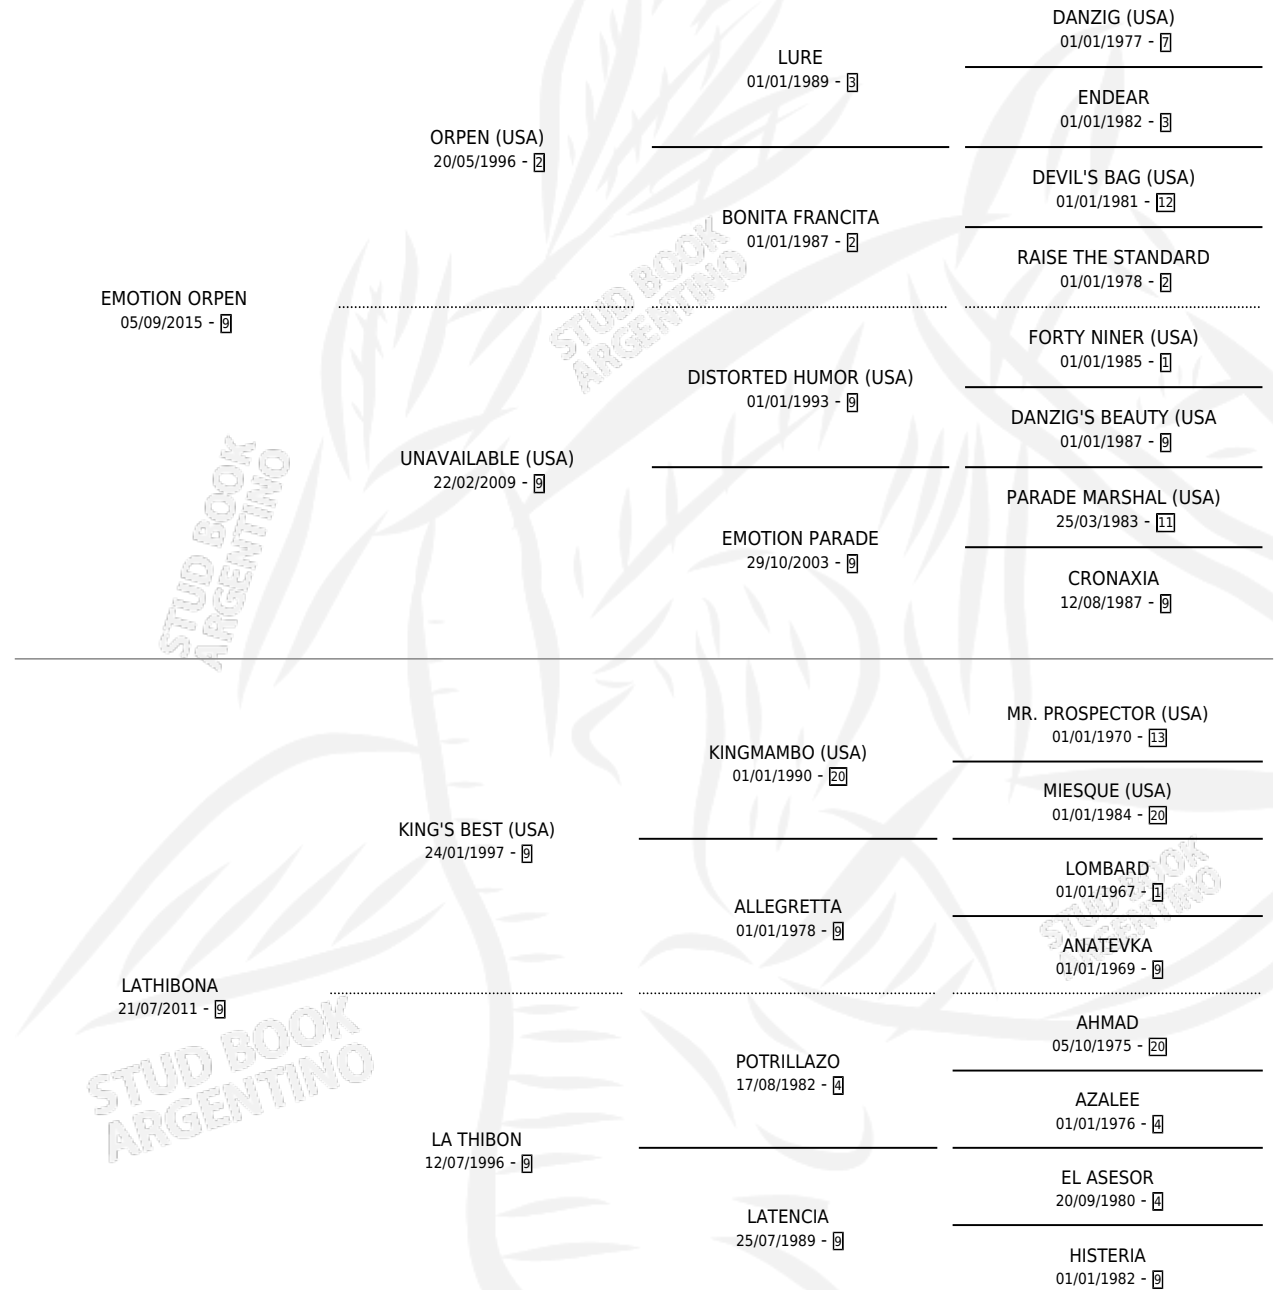 DANZIG (USA)
01/01/1977 - 7
LURE
01/01/1989 - 3
ENDEAR
01/01/1982 - 3
ORPEN (USA)
20/05/1996 - 2
DEVIL'S BAG (USA)
01/01/1981 - 12
BONITA FRANCITA
01/01/1987 - 2
RAISE THE STANDARD
01/01/1978 - 2
EMOTION ORPEN
05/09/2015 - 9
STUD BOOK
ARGENTINO
FORTY NINER (USA)
01/01/1985 - 1
DISTORTED HUMOR (USA)
01/01/1993 - 9
DANZIG'S BEAUTY (USA
01/01/1987 - 9
UNAVAILABLE (USA)
22/02/2009 - 9
PARADE MARSHAL (USA)
25/03/1983 - 11
EMOTION PARADE
29/10/2003 - 9
CRONAXIA
12/08/1987 - 9
STUD BOOK
ARGENTINO
MR. PROSPECTOR (USA)
01/01/1970 - 13
KINGMAMBO (USA)
01/01/1990 - 20
MIESQUE (USA)
01/01/1984 - 20
KING'S BEST (USA)
24/01/1997 - 9
LOMBARD
01/01/1967 - 1
ALLEGRETTA
01/01/1978 - 9
ANATEVKA
01/01/1969 - 9
STUD BOOK
ARGENTINO
LATHIBONA
21/07/2011 - 9
STUD BOOK
ARGENTINO
AHMAD
05/10/1975 - 20
POTRILLAZO
17/08/1982 - 4
AZALEE
01/01/1976 - 4
LA THIBON
12/07/1996 - 9
EL ASESOR
20/09/1980 - 4
LATENCIA
25/07/1989 - 9
HISTERIA
01/01/1982 - 9